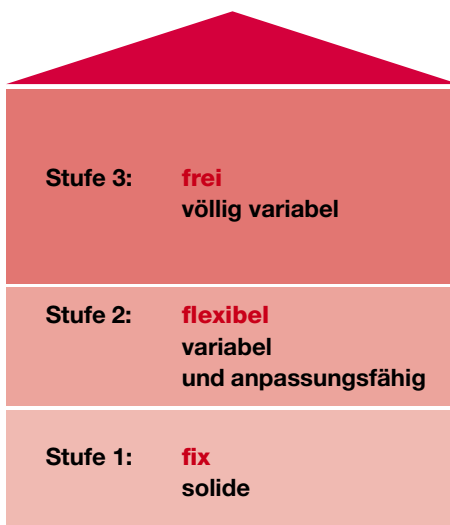 Stufe 3: frei
völlig variabel
Stufe 2: flexibel
variabel
und anpassungsfähig
Stufe 1: fix
solide